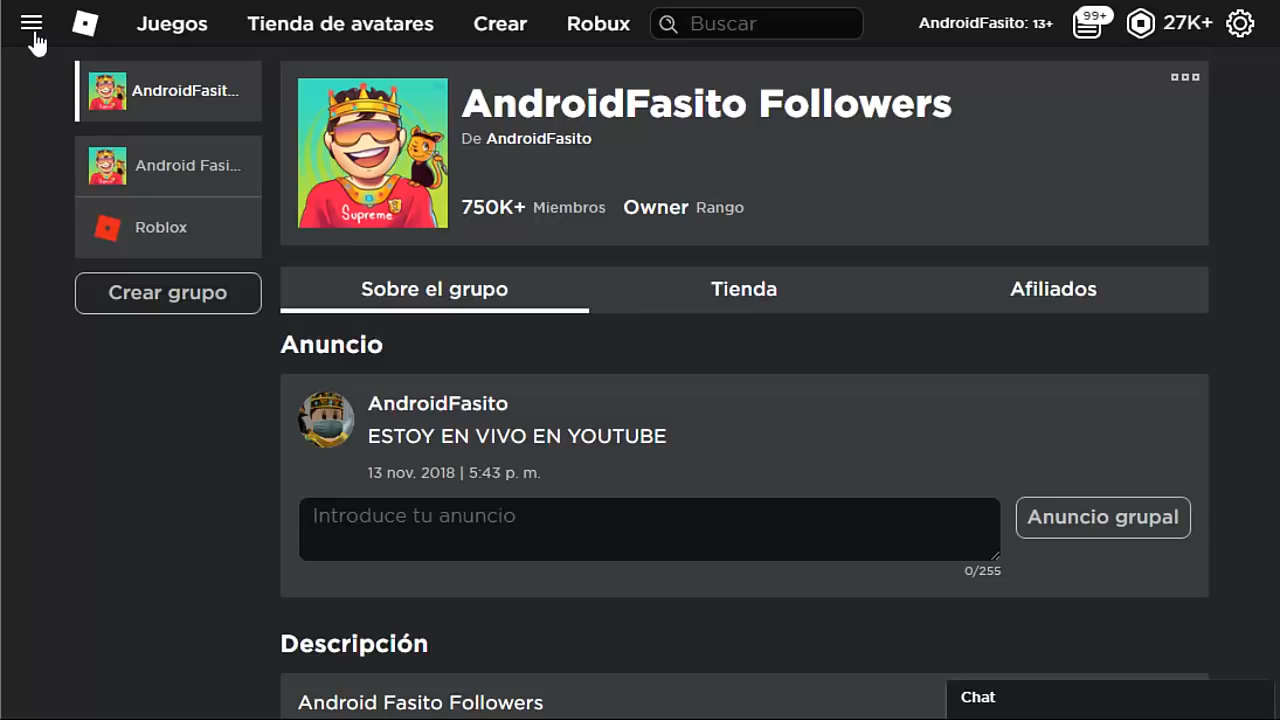 Juegos Tienda de avatares Crear Robux Buscar AndroidFasito: 13+ 99+ 27K+
AndroidFasit...
Android Fasi...
Roblox
Crear grupo
Supreme
AndroidFasito Followers
De AndroidFasito
750K+ Miembros Owner Rango
Sobre el grupo Tienda Afiliados
Anuncio
AndroidFasito
ESTOY EN VIVO EN YOUTUBE
13 nov. 2018 | 5:43 p. m.
Introduce tu anuncio
Anuncio grupal
0/255
Descripción
Android Fasito Followers
Chat